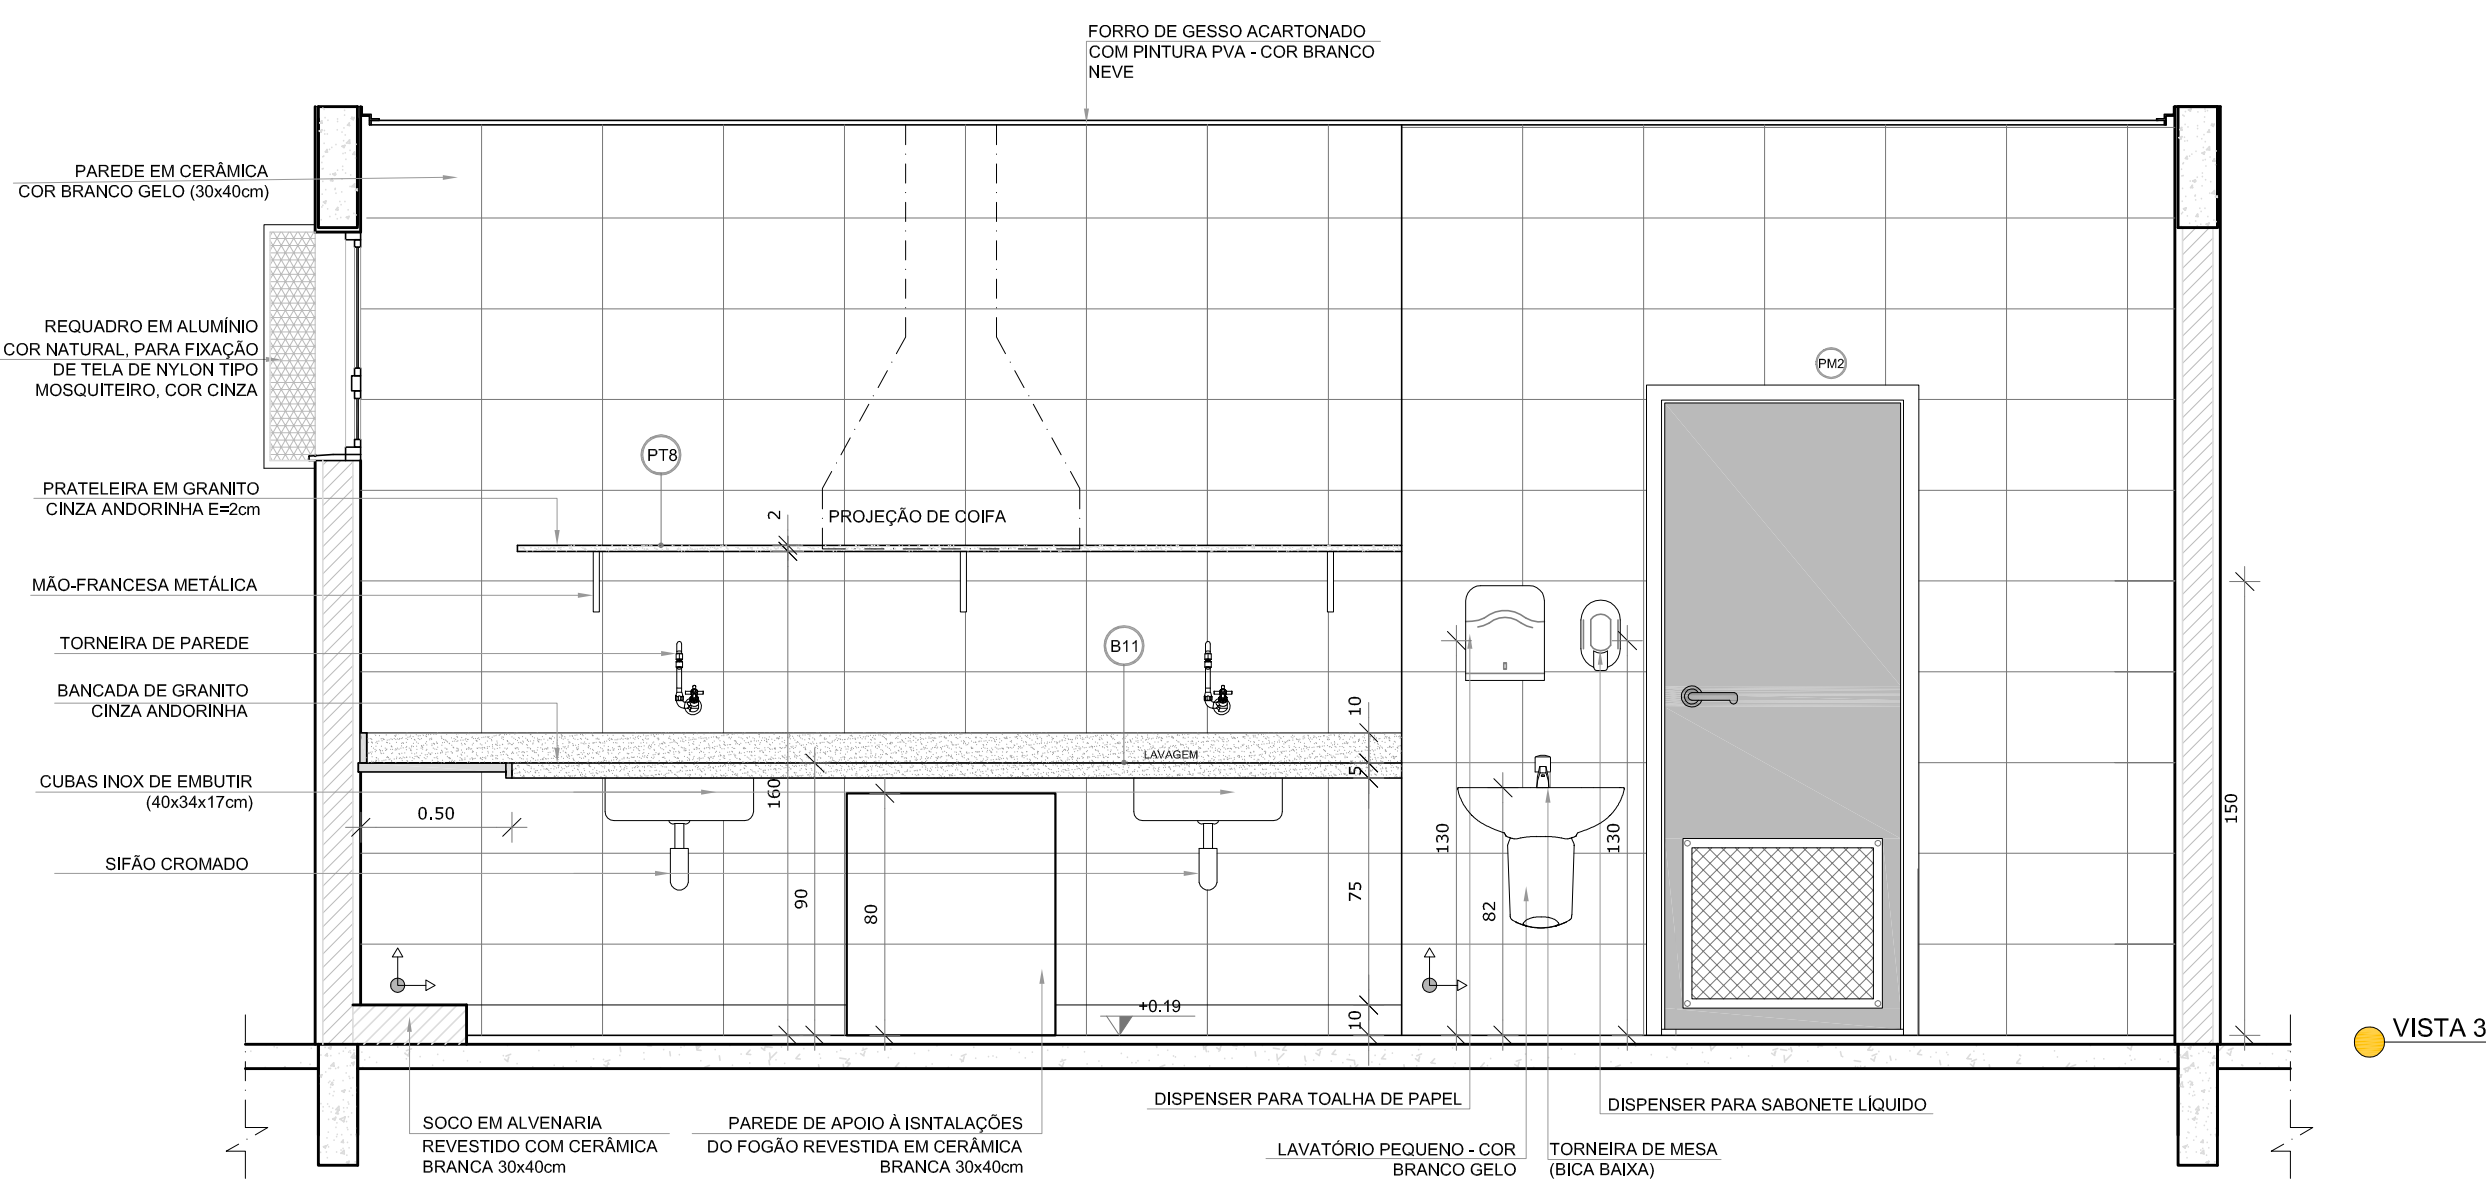 FORRO DE GESSO ACARTONADO
COM PINTURA PVA - COR BRANCO
NEVE
PAREDE EM CERÂMICA
COR BRANCO GELO (30x40cm)
REQUADRO EM ALUMÍNIO
COR NATURAL, PARA FIXAÇÃO
DE TELA DE NYLON TIPO
MOSQUITEIRO, COR CINZA
PM2
PT8
PRATELEIRA EM GRANITO
CINZA ANDORINHA E=2cm
2
PROJEÇÃO DE COIFA
MÃO-FRANCESA METÁLICA
TORNEIRA DE PAREDE
B11
BANCADA DE GRANITO
CINZA ANDORINHA
10
LAVAGEM
CUBAS INOX DE EMBUTIR
(40x34x17cm)
5
160
0.50
150
130
130
SIFÃO CROMADO
90
80
75
82
+0.19
10
VISTA 3
DISPENSER PARA TOALHA DE PAPEL
DISPENSER PARA SABONETE LÍQUIDO
SOCO EM ALVENARIA
REVESTIDO COM CERÂMICA
BRANCA 30x40cm
PAREDE DE APOIO À ISNTALAÇÕES
DO FOGÃO REVESTIDA EM CERÂMICA
BRANCA 30x40cm
LAVATÓRIO PEQUENO - COR
BRANCO GELO
TORNEIRA DE MESA
(BICA BAIXA)